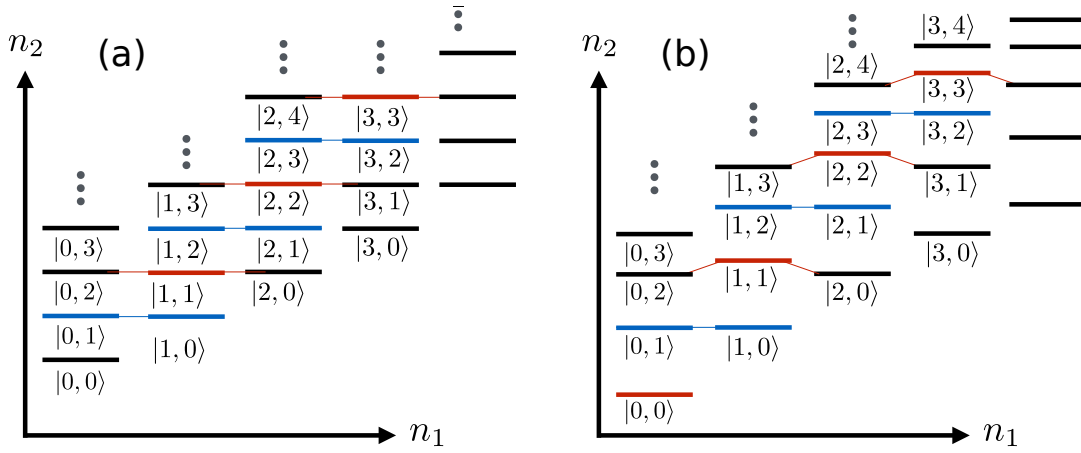 (a)
n₂
|2, 4⟩ |3, 3⟩
|2, 3⟩ |3, 2⟩
|1, 3⟩ |2, 2⟩ |3, 1⟩
|0, 3⟩ |1, 2⟩ |2, 1⟩ |3, 0⟩
|0, 2⟩ |1, 1⟩ |2, 0⟩
|0, 1⟩ |1, 0⟩
|0, 0⟩
n₁
(b)
n₂
|3, 4⟩
|2, 4⟩ |3, 3⟩
|2, 3⟩ |3, 2⟩
|1, 3⟩ |2, 2⟩ |3, 1⟩
|1, 2⟩ |2, 1⟩
|0, 3⟩ |3, 0⟩
|0, 2⟩ |1, 1⟩ |2, 0⟩
|0, 1⟩ |1, 0⟩
|0, 0⟩
n₁